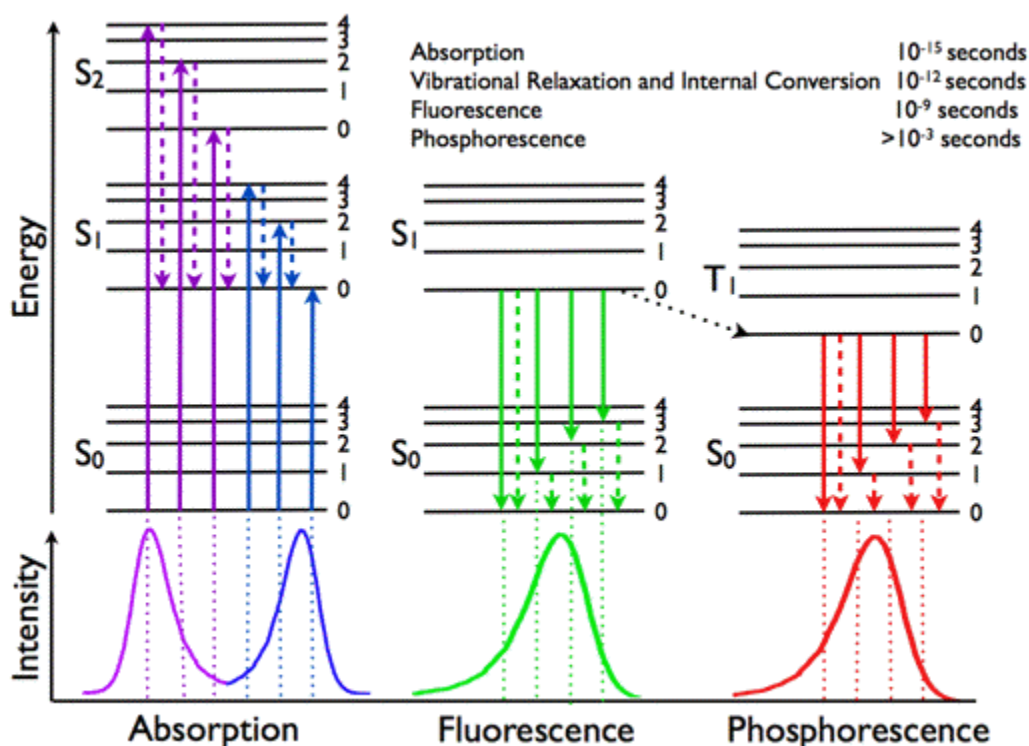 Absorption 10⁻¹⁵ seconds
Vibrational Relaxation and Internal Conversion 10⁻¹² seconds
Fluorescence 10⁻⁹ seconds
Phosphorescence >10⁻³ seconds
Energy
S₂
4
3
2
1
0
S₁
4
3
2
1
0
S₀
4
3
2
1
0
S₁
4
3
2
1
0
S₀
4
3
2
1
0
T₁
4
3
2
1
0
S₀
4
3
2
1
0
Intensity
Absorption Fluorescence Phosphorescence